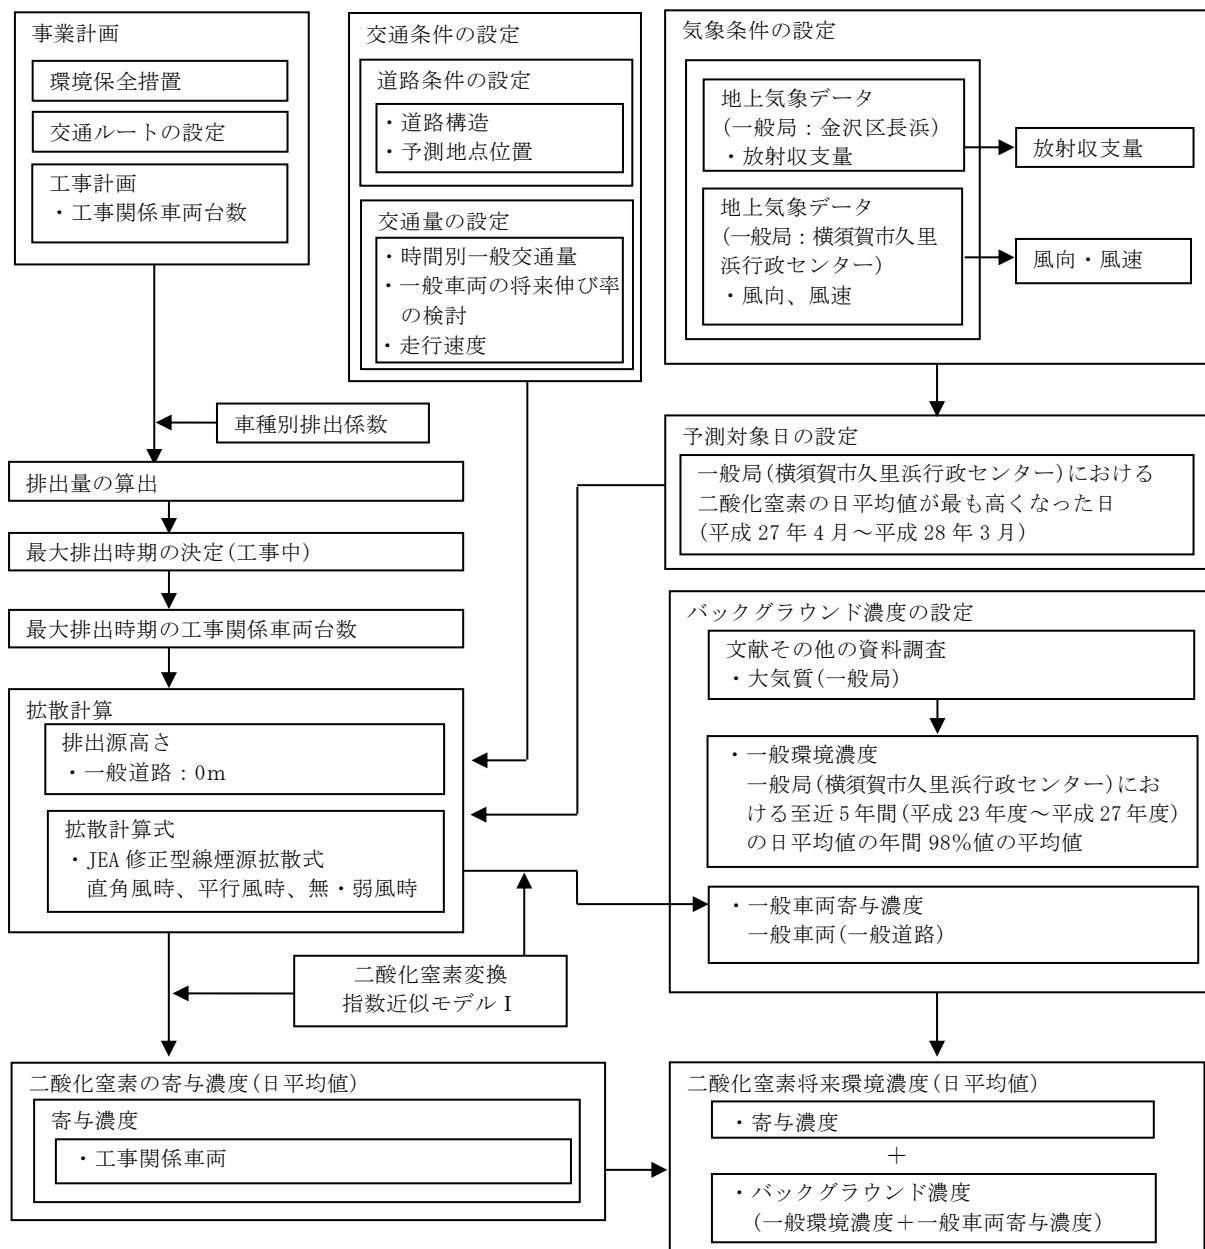 事業計画
環境保全措置
交通ルートの設定
工事計画
・工事関係車両台数
交通条件の設定
道路条件の設定
・道路構造
・予測地点位置
交通量の設定
・時間別一般交通量
・一般車両の将来伸び率
の検討
・走行速度
気象条件の設定
地上気象データ
(一般局：金沢区長浜)
・放射収支量
放射収支量
地上気象データ
(一般局：横須賀市久里
浜行政センター)
・風向、風速
風向・風速
車種別排出係数
排出量の算出
最大排出時期の決定(工事中)
最大排出時期の工事関係車両台数
予測対象日の設定
一般局(横須賀市久里浜行政センター)における
二酸化窒素の日平均値が最も高くなった日
(平成 27 年 4 月～平成 28 年 3 月)
拡散計算
排出源高さ
・一般道路：0m
拡散計算式
・JEA 修正型線煙源拡散式
直角風時、平行風時、無・弱風時
バックグラウンド濃度の設定
文献その他の資料調査
・大気質(一般局)
・一般環境濃度
一般局(横須賀市久里浜行政センター)にお
ける至近 5 年間(平成 23 年度～平成 27 年度)
の日平均値の年間 98％値の平均値
・一般車両寄与濃度
一般車両(一般道路)
二酸化窒素変換
指数近似モデルⅠ
二酸化窒素の寄与濃度(日平均値)
寄与濃度
・工事関係車両
二酸化窒素将来環境濃度(日平均値)
・寄与濃度
＋
・バックグラウンド濃度
(一般環境濃度＋一般車両寄与濃度)